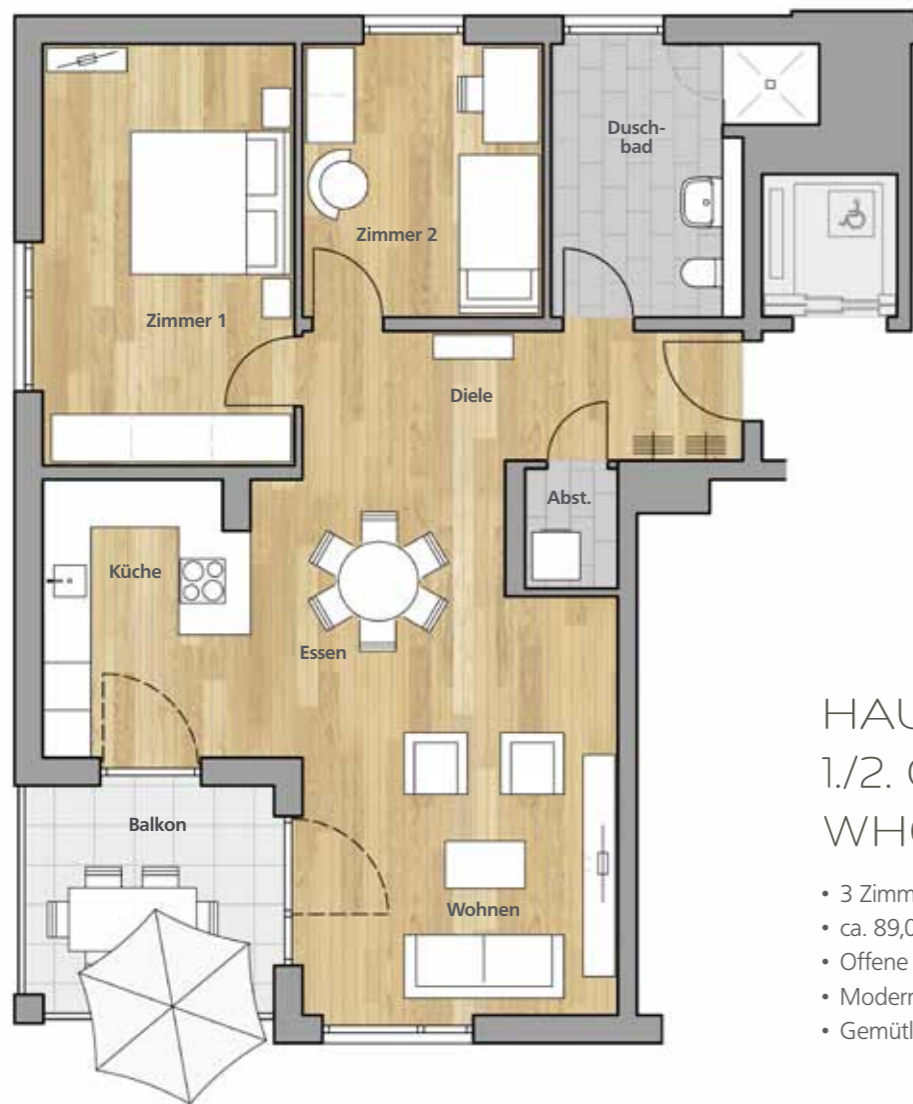 Dusch-
bad
Zimmer 2
Zimmer 1
Diele
Abst.
Küche
Essen
Balkon
Wohnen
HAU
1./2.
WH
• 3 Zimm
• ca. 89,0
• Offene
• Modern
• Gemütl